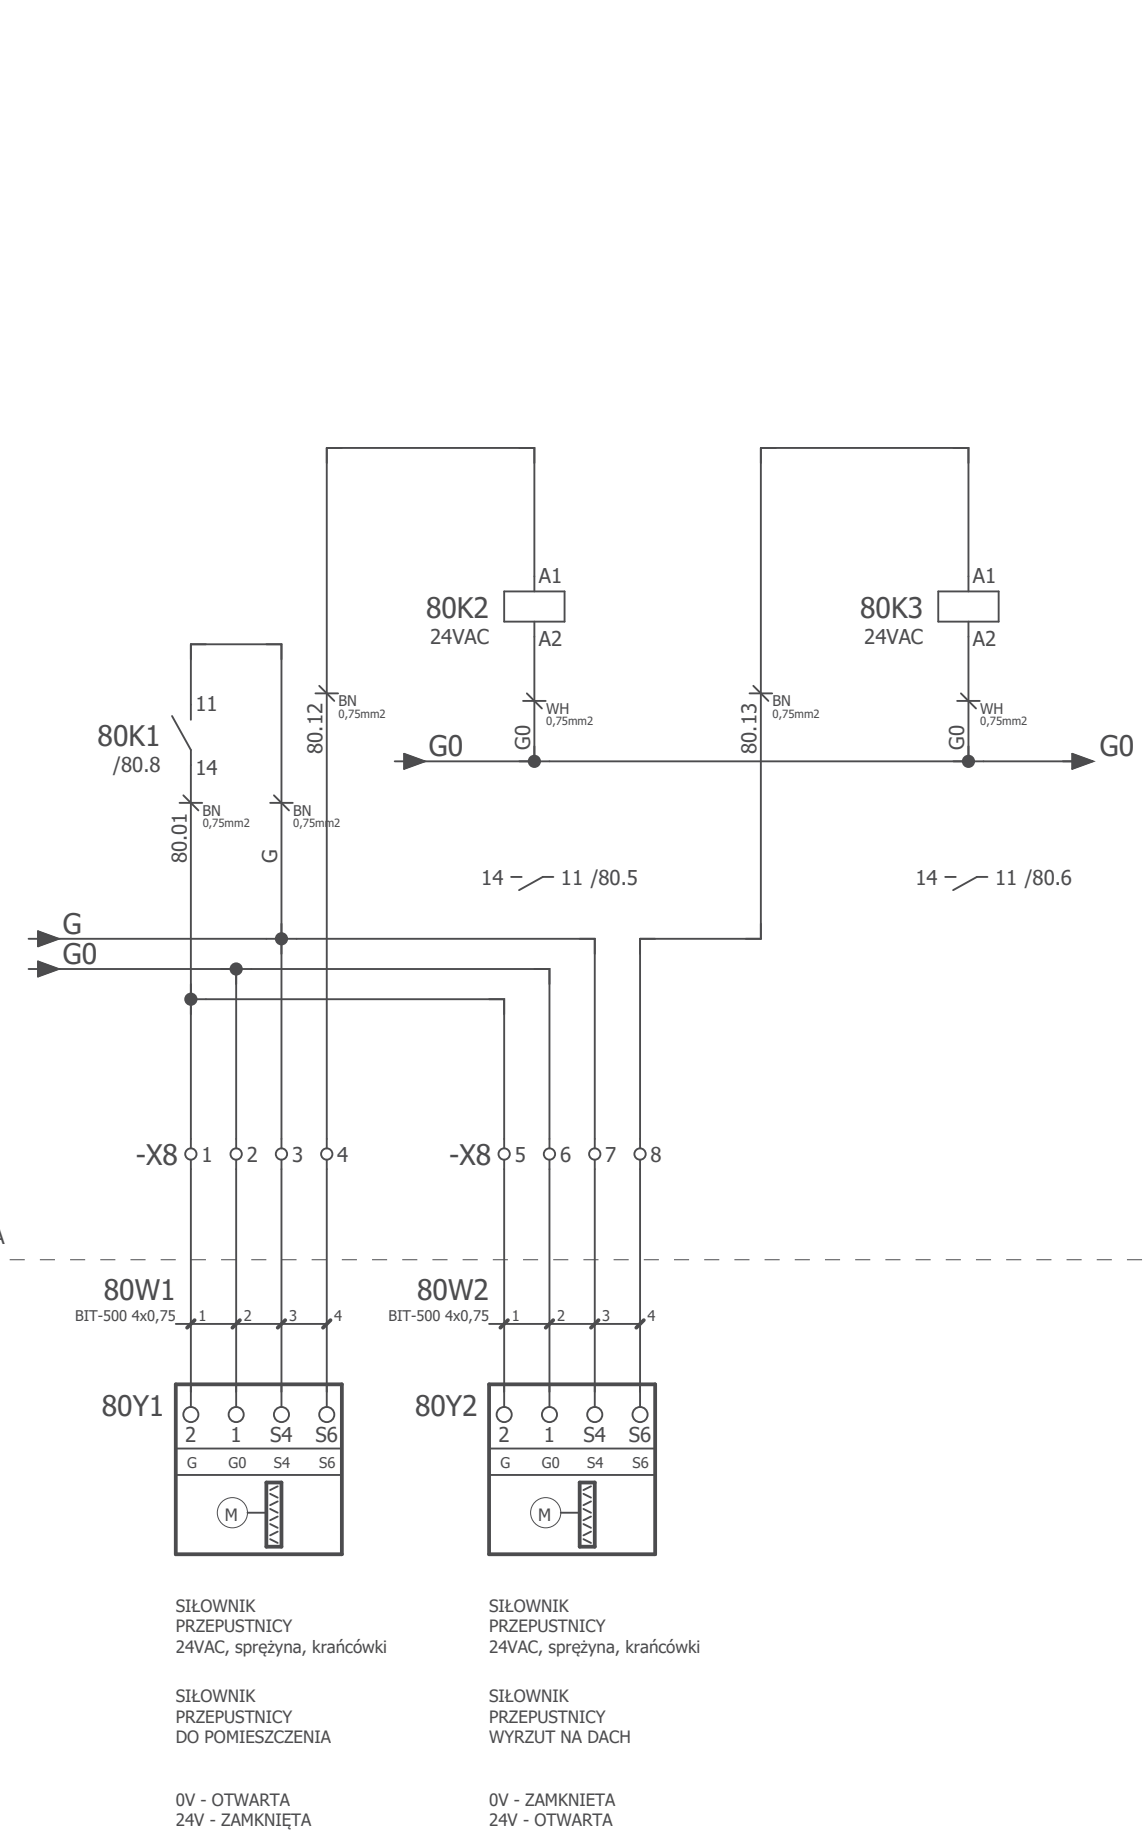 A1
80K2
24VAC
A2
A1
80K3
24VAC
A2
11
80K1
/80.8
14
BN
0,75mm2
80.12
WH
0,75mm2
G0
BN
0,75mm2
80.13
WH
0,75mm2
G0
G0
G0
BN
0,75mm2
80.01
BN
0,75mm2
G
14 11 /80.5
14 11 /80.6
G
G0
-X8 1 2 3 4
-X8 5 6 7 8
A
80W1
BIT-500 4x0,75 1 2 3 4
80W2
BIT-500 4x0,75 1 2 3 4
80Y1
2 1 S4 S6
G G0 S4 S6
M
80Y2
2 1 S4 S6
G G0 S4 S6
M
SIŁOWNIK
PRZEPUSTNICY
24VAC, sprężyna, krańcówki
SIŁOWNIK
PRZEPUSTNICY
DO POMIESZCZENIA
0V - OTWARTA
24V - ZAMKNIĘTA
SIŁOWNIK
PRZEPUSTNICY
24VAC, sprężyna, krańcówki
SIŁOWNIK
PRZEPUSTNICY
WYRZUT NA DACH
0V - ZAMKNIETA
24V - OTWARTA